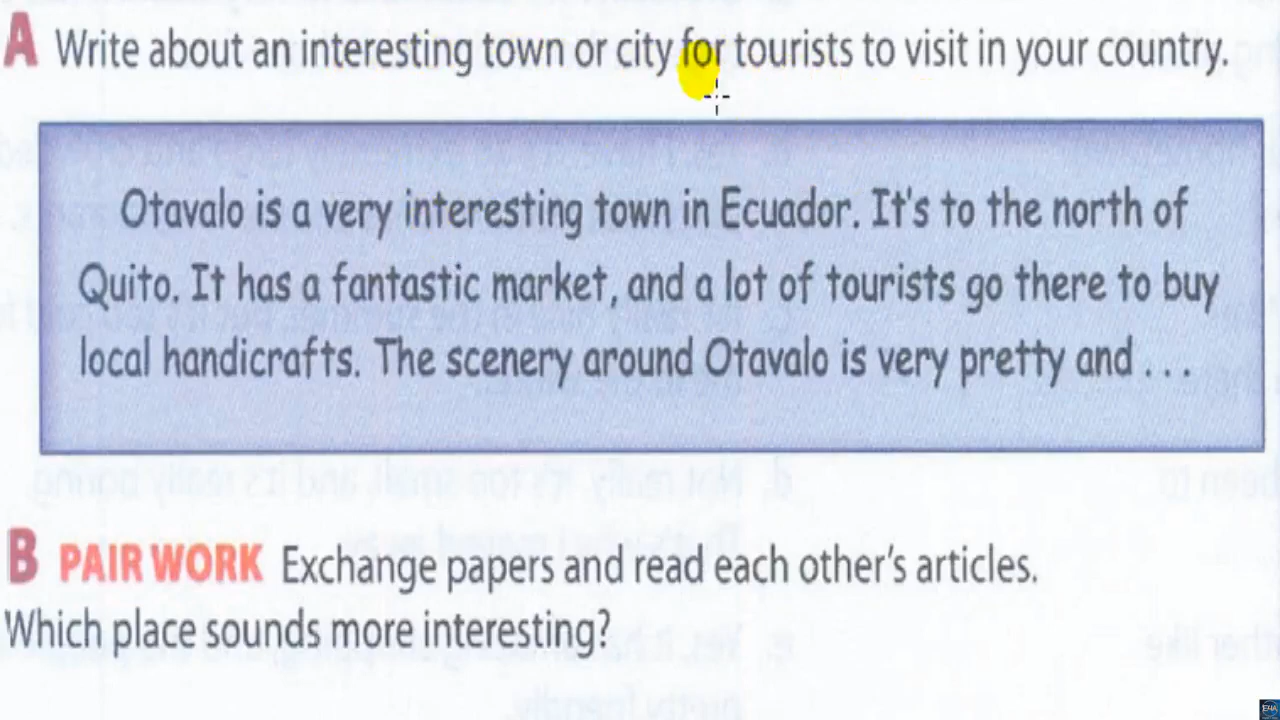 A Write about an interesting town or city for tourists to visit in your country.
Otavalo is a very interesting town in Ecuador. It's to the north of
Quito. It has a fantastic market, and a lot of tourists go there to buy
local handicrafts. The scenery around Otavalo is very pretty and . . .
B PAIR WORK Exchange papers and read each other's articles.
Which place sounds more interesting?